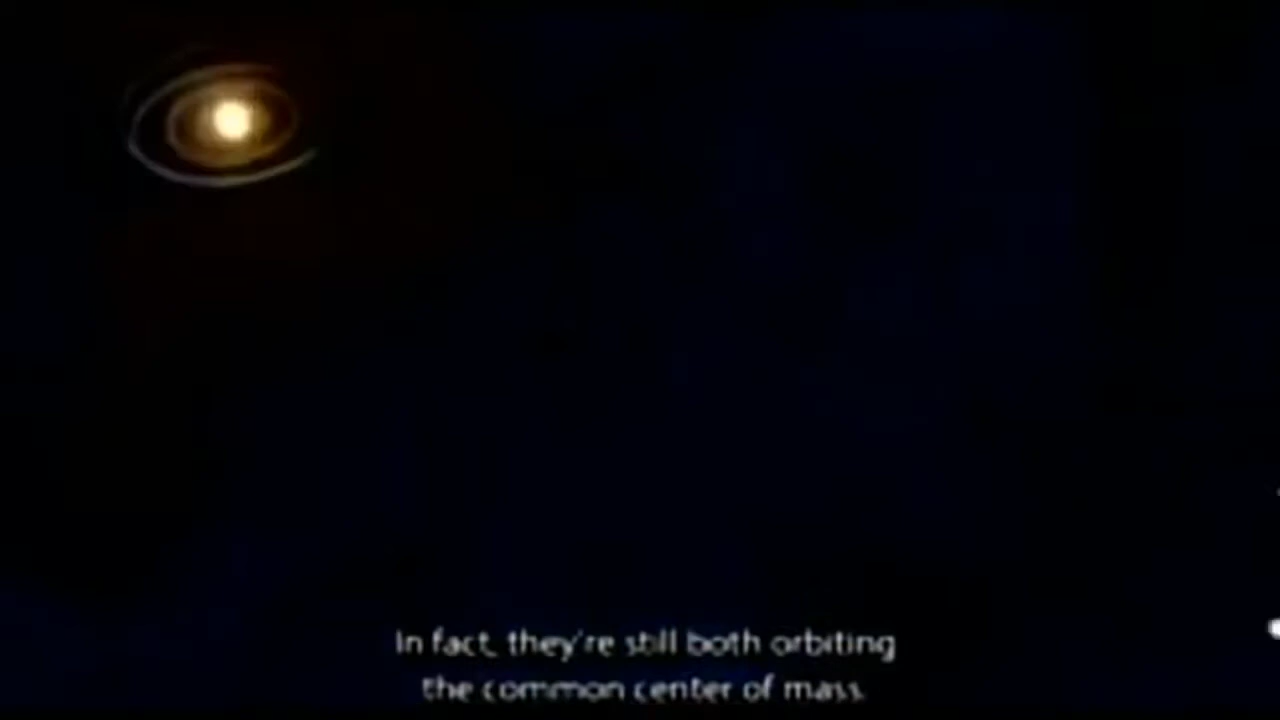 In fact, they're still both orbiting
the common center of mass.